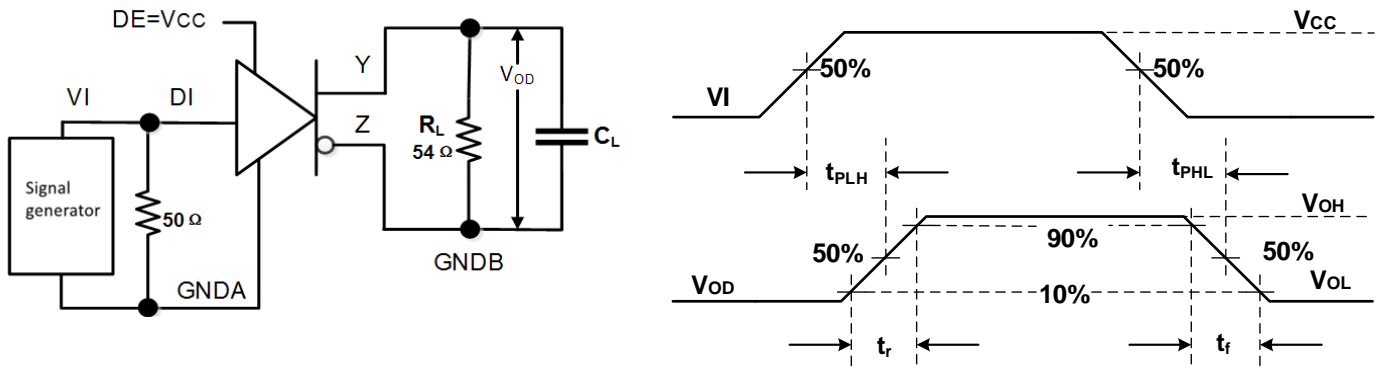 DE=VCC
VI
DI
Signal
generator
50 Ω
GNDA
Y
Z
RL
54 Ω
VOD
CL
GNDB
VCC
50%
50%
VI
tPLH
tPHL
VOH
90%
50%
50%
VOD
10%
VOL
tr
tf